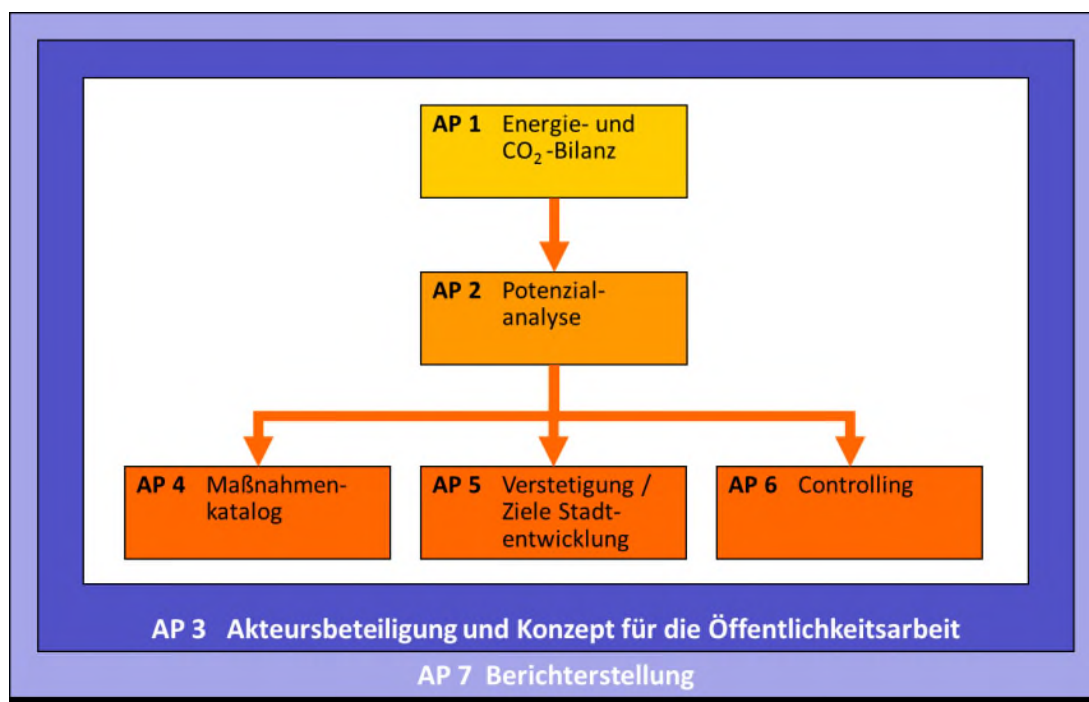 AP 1 Energie- und
CO₂-Bilanz
AP 2 Potenzial-
analyse
AP 4 Maßnahmen-
katalog
AP 5 Verstetigung /
Ziele Stadt-
entwicklung
AP 6 Controlling
AP 3 Akteursbeteiligung und Konzept für die Öffentlichkeitsarbeit
AP 7 Berichterstellung